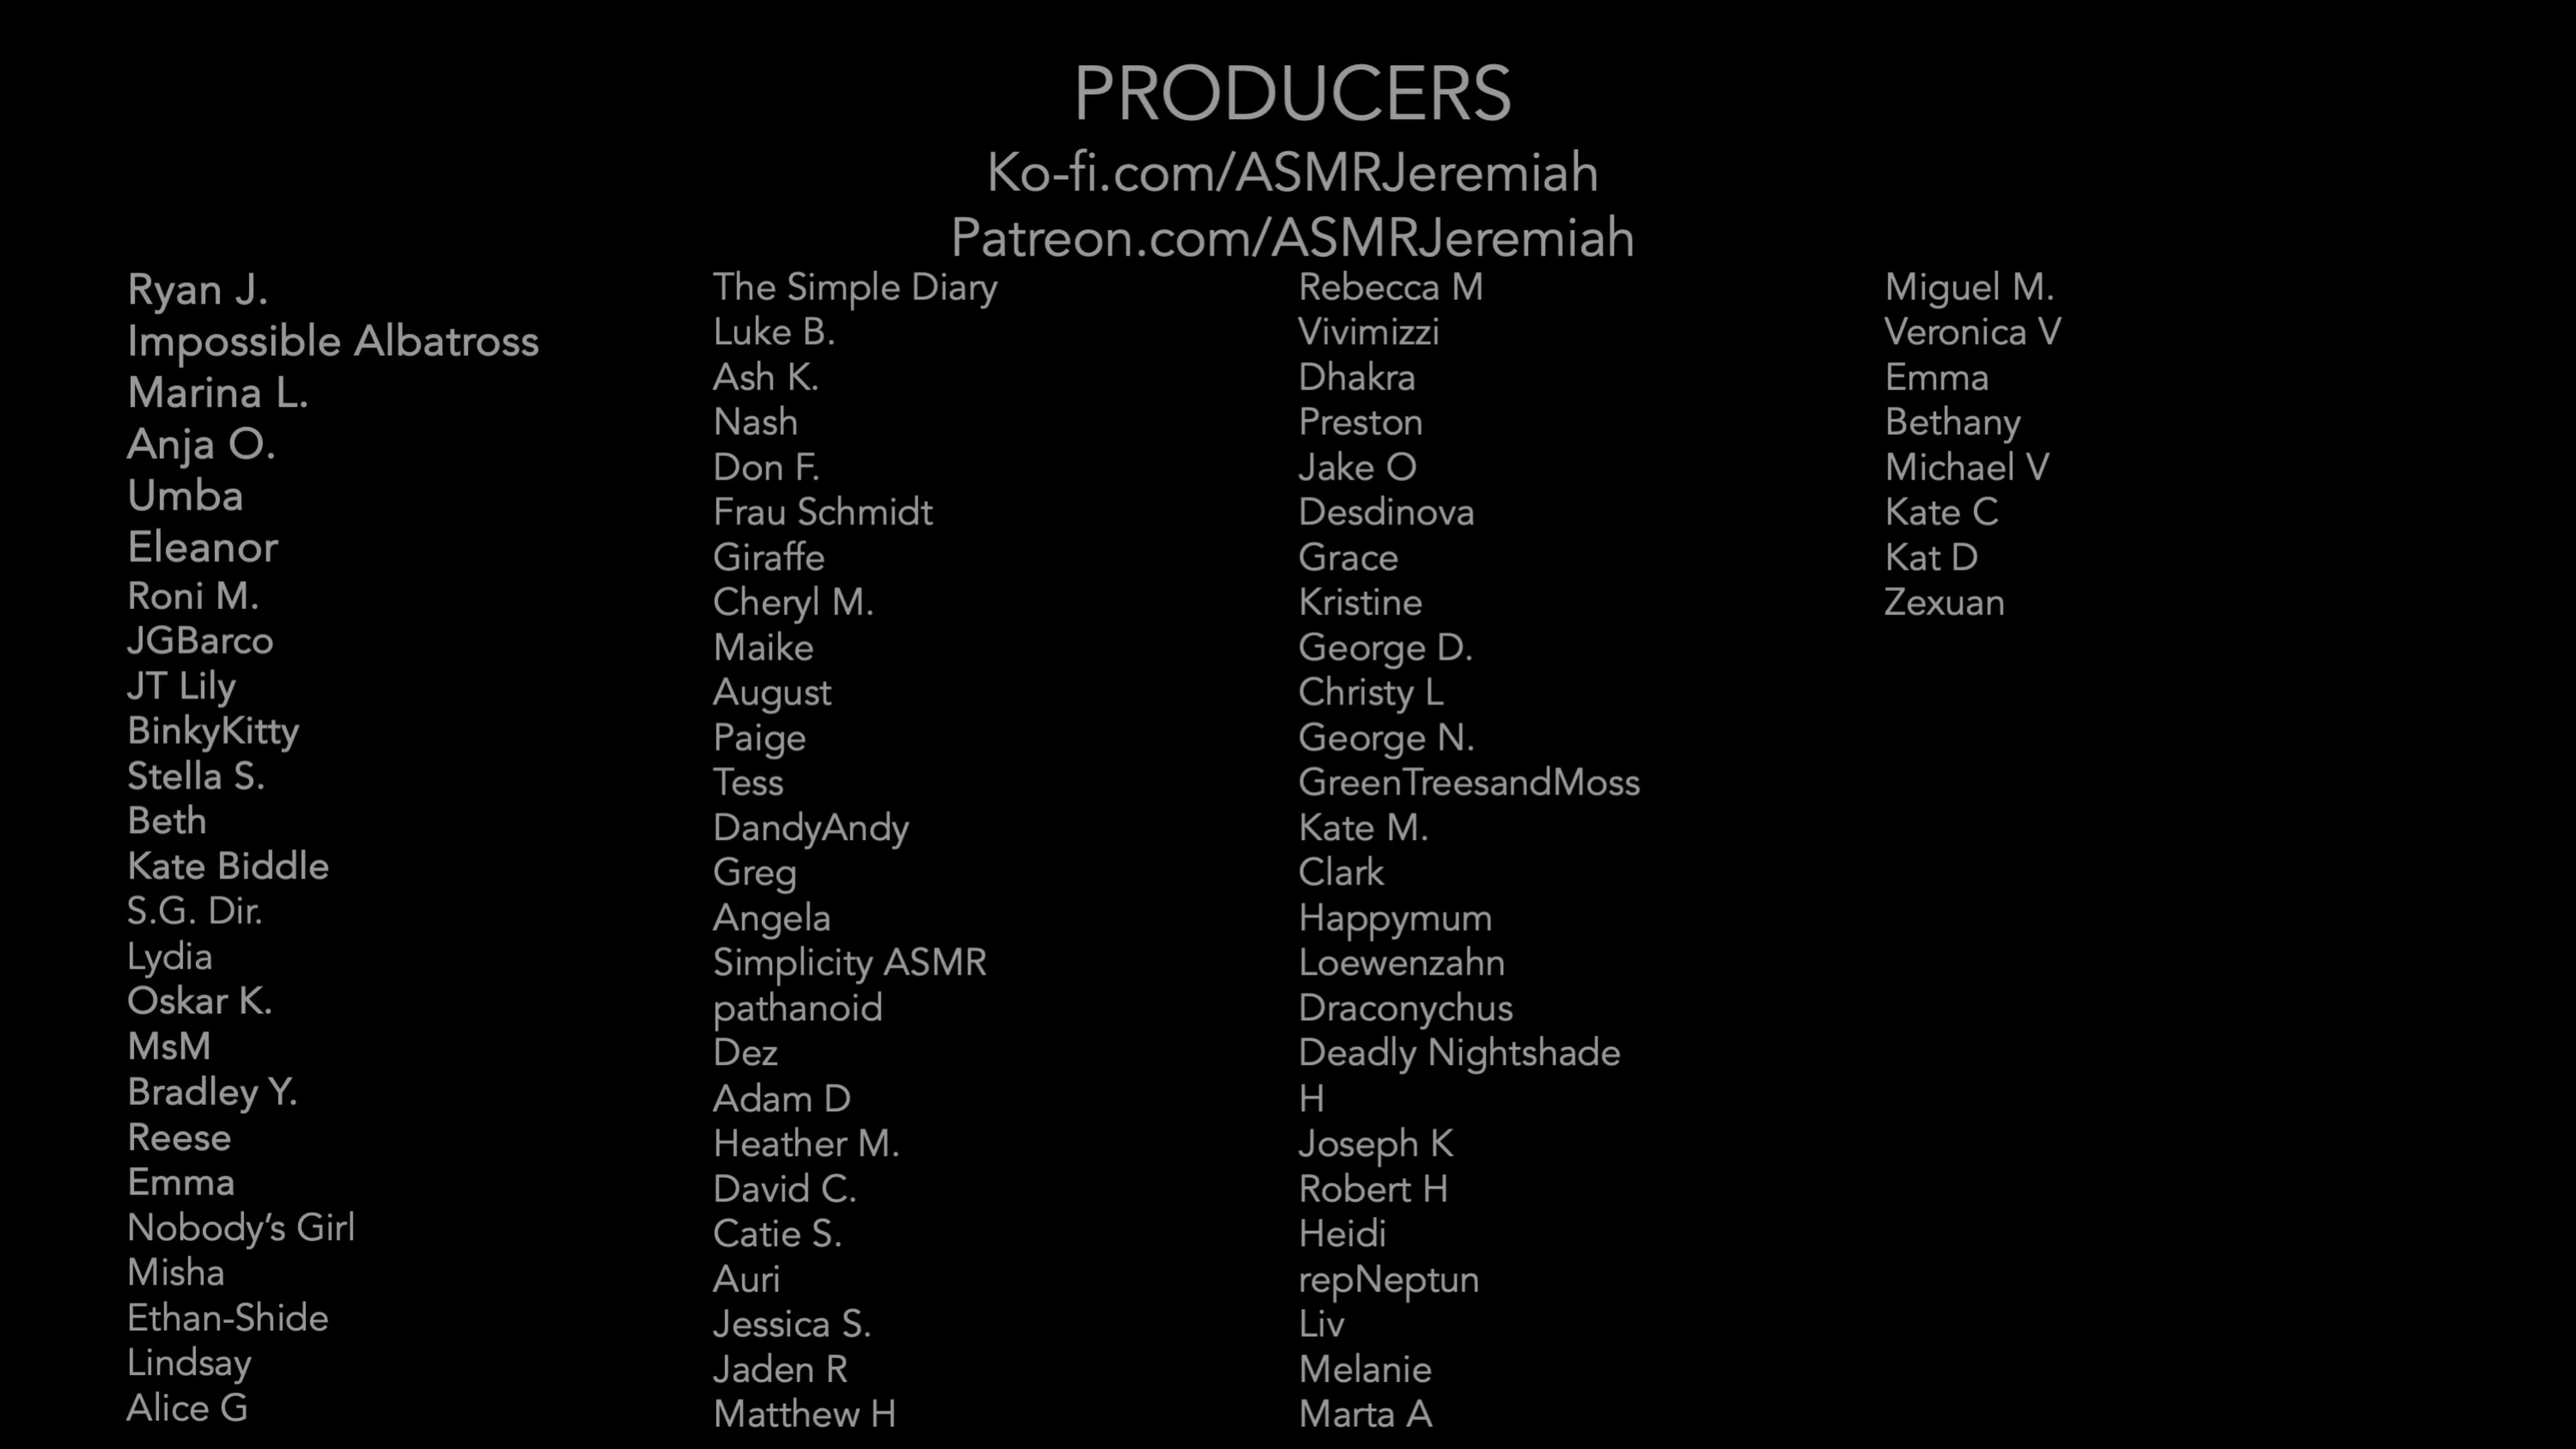 PRODUCERS
Ko-fi.com/ASMRJeremiah
Patreon.com/ASMRJeremiah
Ryan J.
Impossible Albatross
Marina L.
Anja O.
Umba
Eleanor
Roni M.
JGBarco
JT Lily
BinkyKitty
Stella S.
Beth
Kate Biddle
S.G. Dir.
Lydia
Oskar K.
MsM
Bradley Y.
Reese
Emma
Nobody's Girl
Misha
Ethan-Shide
Lindsay
Alice G
The Simple Diary
Luke B.
Ash K.
Nash
Don F.
Frau Schmidt
Giraffe
Cheryl M.
Maike
August
Paige
Tess
DandyAndy
Greg
Angela
Simplicity ASMR
pathanoid
Dez
Adam D
Heather M.
David C.
Catie S.
Auri
Jessica S.
Jaden R
Matthew H
Rebecca M
Vivimizzi
Dhakra
Preston
Jake O
Desdinova
Grace
Kristine
George D.
Christy L
George N.
GreenTreesandMoss
Kate M.
Clark
Happymum
Loewenzahn
Draconychus
Deadly Nightshade
H
Joseph K
Robert H
Heidi
repNeptun
Liv
Melanie
Marta A
Miguel M.
Veronica V
Emma
Bethany
Michael V
Kate C
Kat D
Zexuan